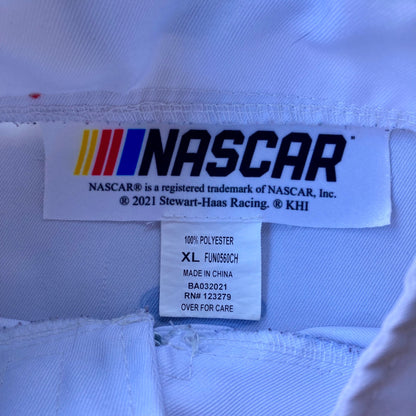 NASCAR
NASCAR® is a registered trademark of NASCAR, Inc.
® 2021 Stewart-Haas Racing. ® KHI
100% POLYESTER
XL FUN0560CH
MADE IN CHINA
BA032021
RN# 123279
OVER FOR CARE